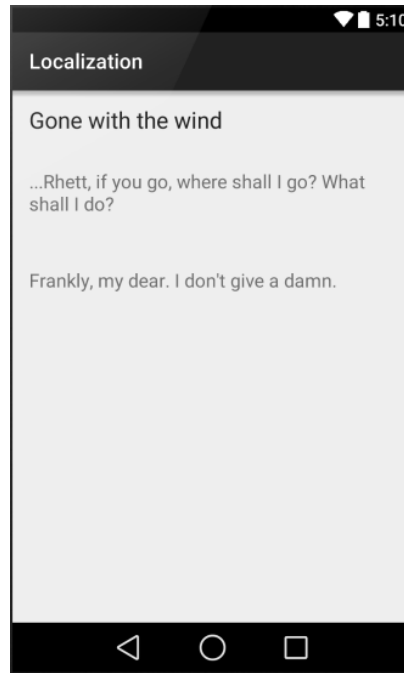 5:10
Localization
Gone with the wind
...Rhett, if you go, where shall I go? What
shall I do?
Frankly, my dear. I don't give a damn.